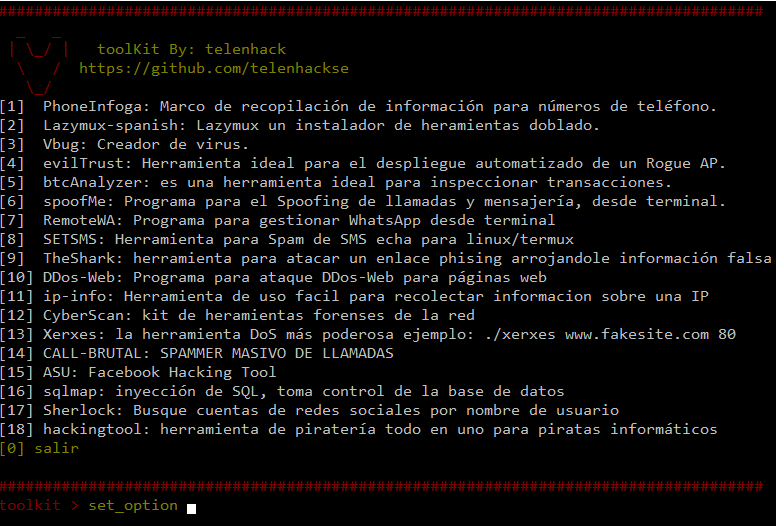 #####################################################################################
 _   _
| \_/ |   toolKit By: telenhack
 \   /  https://github.com/telenhackse
  \_/
[1]  PhoneInfoga: Marco de recopilación de información para números de teléfono.
[2]  Lazymux-spanish: Lazymux un instalador de heramientas doblado.
[3]  Vbug: Creador de virus.
[4]  evilTrust: Herramienta ideal para el despliegue automatizado de un Rogue AP.
[5]  btcAnalyzer: es una herramienta ideal para inspeccionar transacciones.
[6]  spoofMe: Programa para el Spoofing de llamadas y mensajería, desde terminal.
[7]  RemoteWA: Programa para gestionar WhatsApp desde terminal
[8]  SETSMS: Herramienta para Spam de SMS echa para linux/termux
[9]  TheShark: herramienta para atacar un enlace phising arrojandole información falsa
[10] DDos-Web: Programa para ataque DDos-Web para páginas web
[11] ip-info: Herramienta de uso facil para recolectar informacion sobre una IP
[12] CyberScan: kit de heramientas forenses de la red
[13] Xerxes: la herramienta DoS más poderosa ejemplo: ./xerxes www.fakesite.com 80
[14] CALL-BRUTAL: SPAMMER MASIVO DE LLAMADAS
[15] ASU: Facebook Hacking Tool
[16] sqlmap: inyección de SQL, toma control de la base de datos
[17] Sherlock: Busque cuentas de redes sociales por nombre de usuario
[18] hackingtool: herramienta de piratería todo en uno para piratas informáticos
[0] salir
#####################################################################################
toolkit > set_option